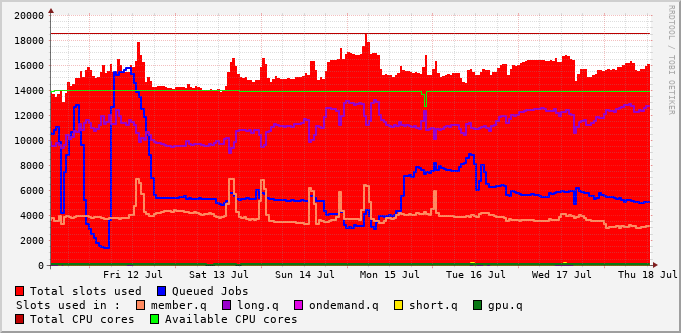 RRDTOOL / TOBI OETIKER
20000
18000
16000
14000
12000
10000
8000
6000
4000
2000
0
Fri 12 Jul Sat 13 Jul Sun 14 Jul Mon 15 Jul Tue 16 Jul Wed 17 Jul Thu 18 Jul
Total slots used Queued Jobs
Slots used in : member.q long.q ondemand.q short.q gpu.q
Total CPU cores Available CPU cores